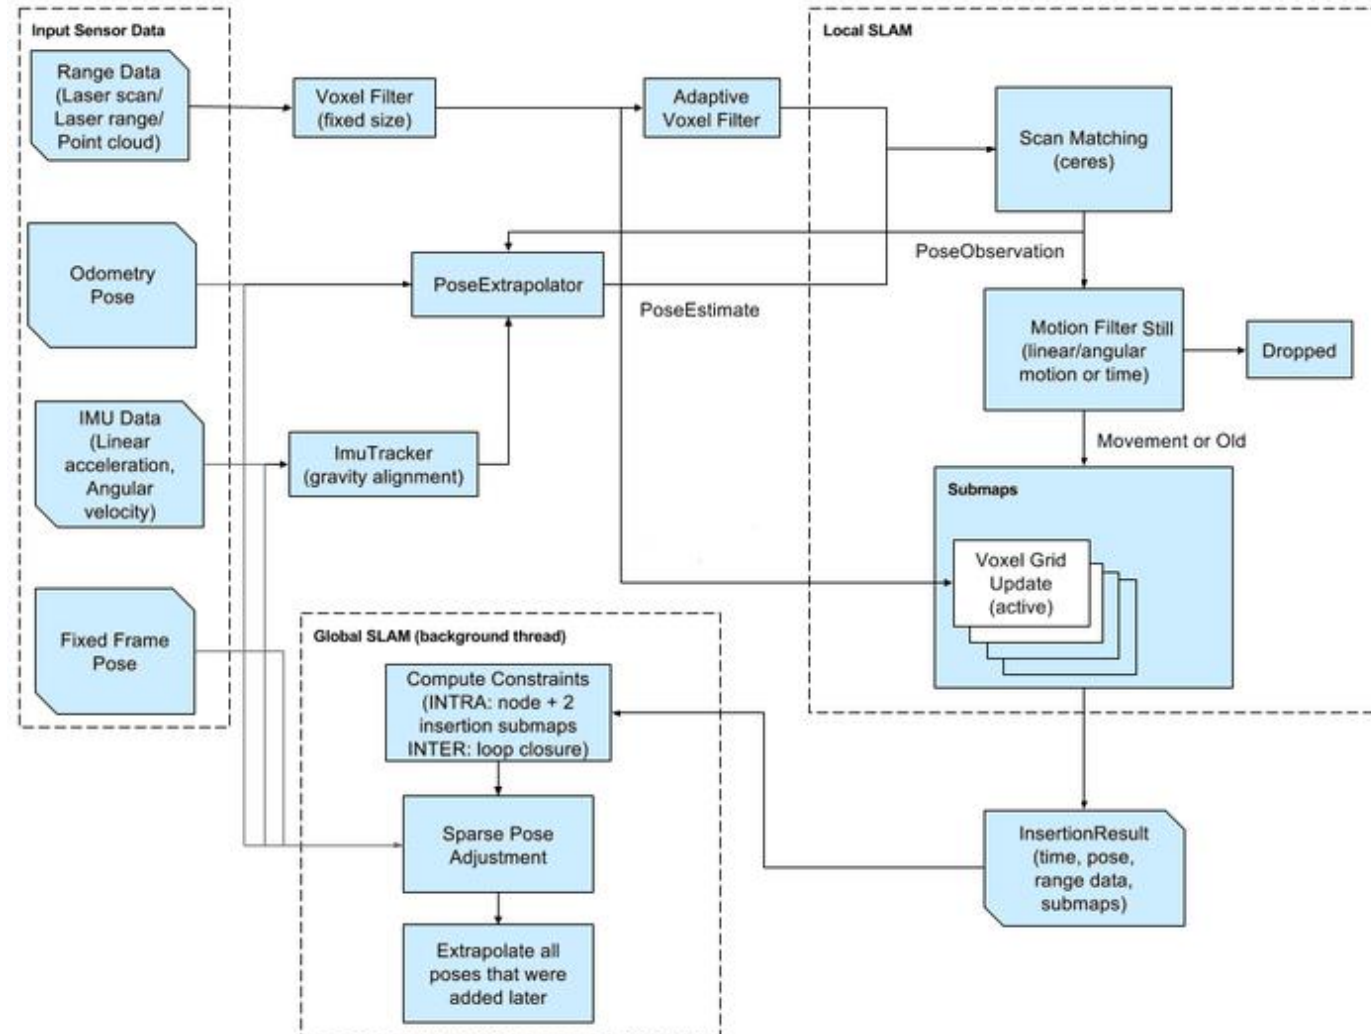 Input Sensor Data
Range Data
(Laser scan/
Laser range/
Point cloud)
Voxel Filter
(fixed size)
Adaptive
Voxel Filter
Local SLAM
Scan Matching
(ceres)
Odometry
Pose
PoseExtrapolator
PoseObservation
PoseEstimate
Motion Filter Still
(linear/angular
motion or time)
Dropped
IMU Data
(Linear
acceleration,
Angular
velocity)
ImuTracker
(gravity alignment)
Movement or Old
Submaps
Voxel Grid
Update
(active)
Fixed Frame
Pose
Global SLAM (background thread)
Compute Constraints
(INTRA: node + 2
insertion submaps
INTER: loop closure)
Sparse Pose
Adjustment
Extrapolate all
poses that were
added later
InsertionResult
(time, pose,
range data,
submaps)